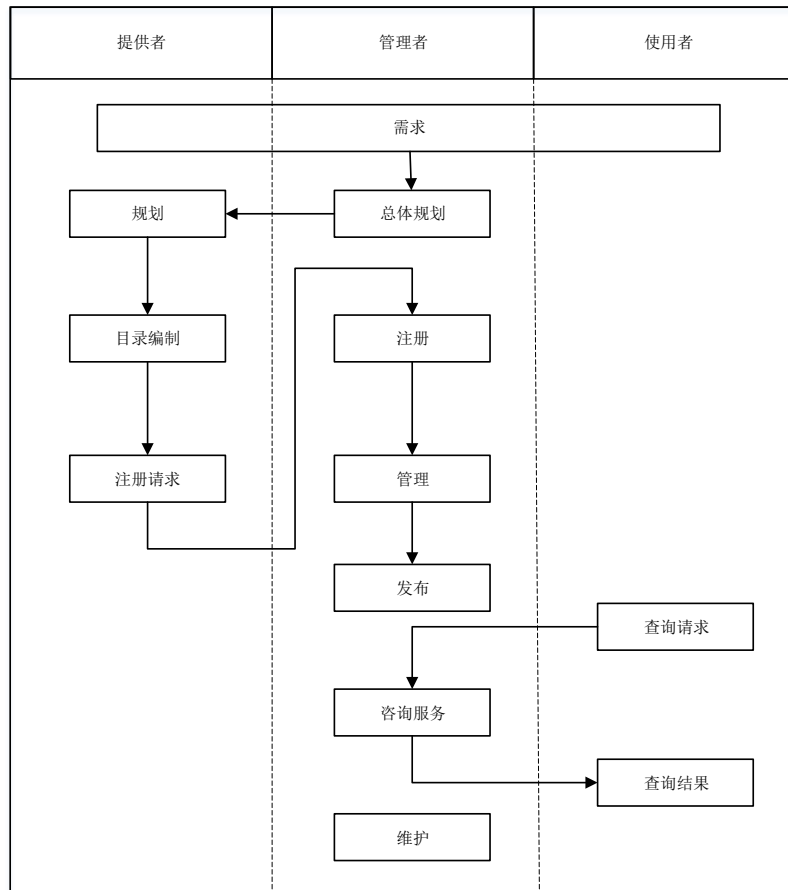 提供者
管理者
使用者
需求
规划
总体规划
目录编制
注册
注册请求
管理
发布
查询请求
咨询服务
查询结果
维护